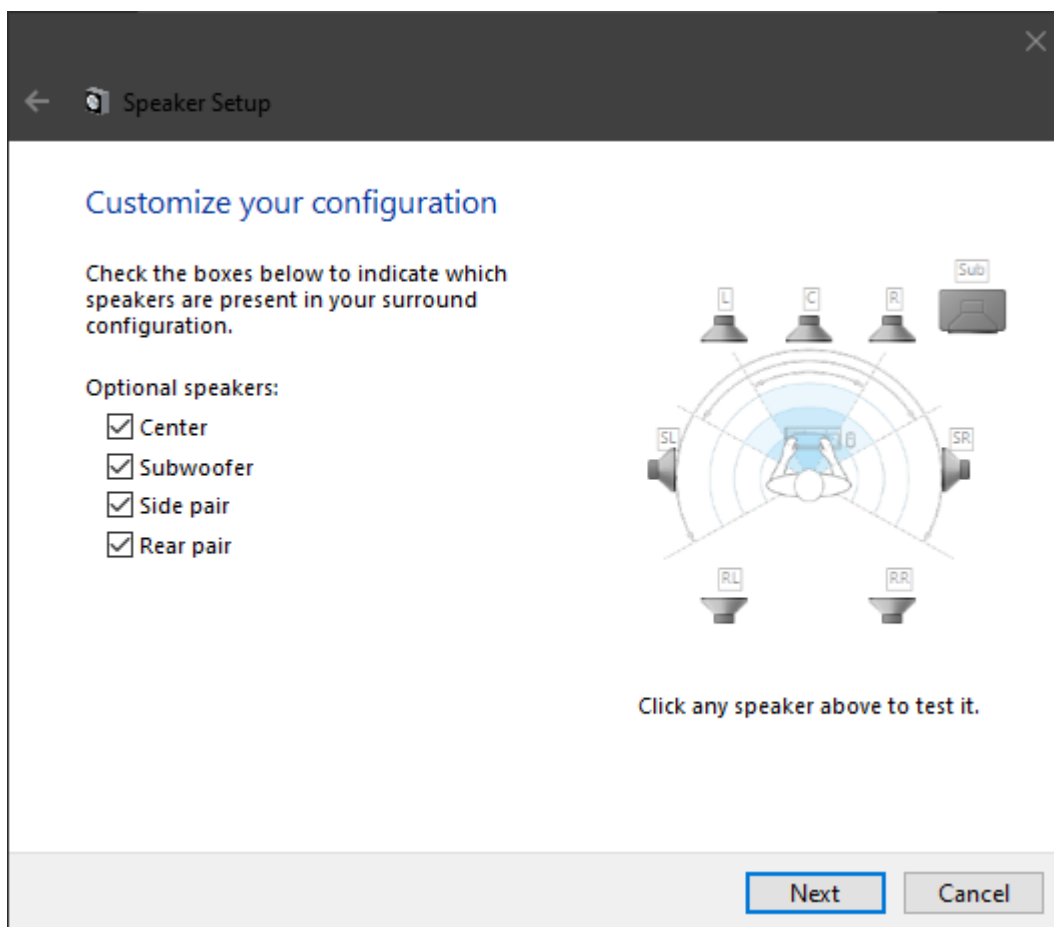 Speaker Setup
Customize your configuration
Check the boxes below to indicate which
speakers are present in your surround
configuration.
Optional speakers:
Center
Subwoofer
Side pair
Rear pair
Sub
L
C
R
SL
SR
RL
RR
Click any speaker above to test it.
Next
Cancel